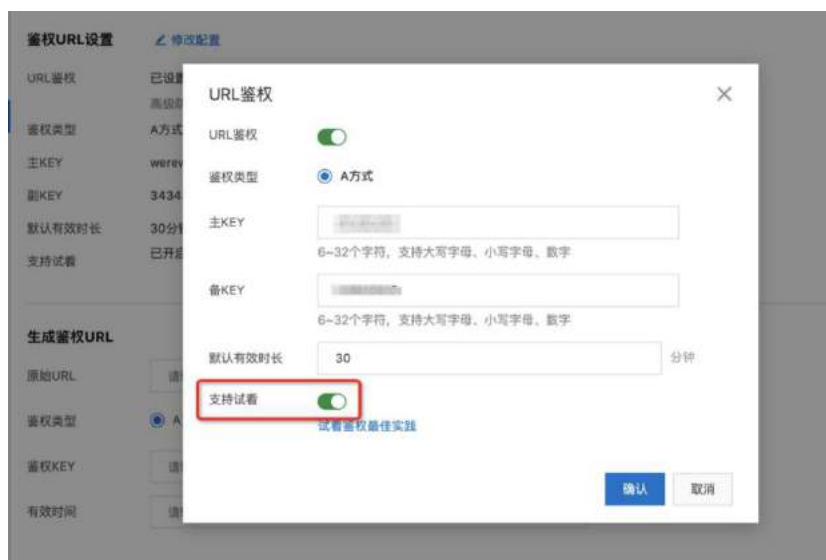 鉴权URL设置 修改配置
URL鉴权 已设置
鉴权类型 A方式
主KEY
副KEY 3434
默认有效时长 30分钟
支持试看 已开启
生成鉴权URL
原始URL
鉴权类型 A
鉴权KEY
有效时间
URL鉴权
URL鉴权
鉴权类型 A方式
主KEY
6~32个字符，支持大写字母、小写字母、数字
备KEY
6~32个字符，支持大写字母、小写字母、数字
默认有效时长 30 分钟
支持试看
试看鉴权最佳实践
确认 取消